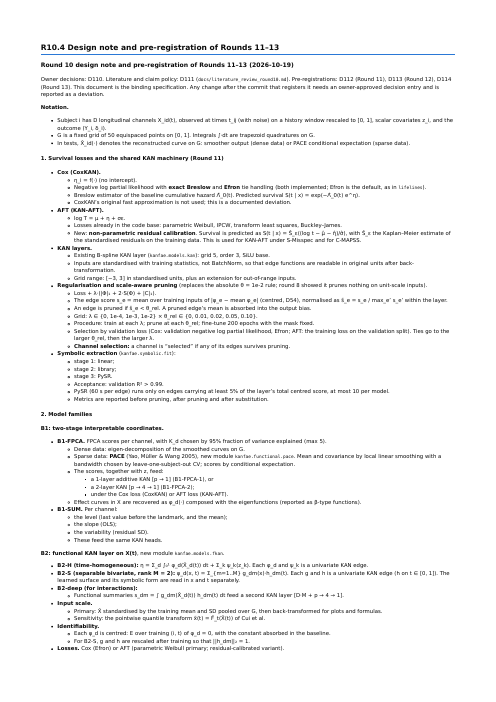 R10.4 Design note and pre-registration of Rounds 11–13
Round 10 design note and pre-registration of Rounds 11–13 (2026-10-19)
Owner decisions: D110. Literature and claim policy: D111 (docs/literature_review_round10.md). Pre-registrations: D112 (Round 11), D113 (Round 12), D114
(Round 13). This document is the binding specification. Any change after the commit that registers it needs an owner-approved decision entry and is
reported as a deviation.
Notation.
• Subject i has D longitudinal channels X_id(t), observed at times t_ij (with noise) on a history window rescaled to [0, 1], scalar covariates z_i, and the
outcome (Y_i, δ_i).
• G is a fixed grid of 50 equispaced points on [0, 1]. Integrals ∫·dt are trapezoid quadratures on G.
• In tests, X̂_id(·) denotes the reconstructed curve on G: smoother output (dense data) or PACE conditional expectation (sparse data).
1. Survival losses and the shared KAN machinery (Round 11)
• Cox (CoxKAN).
η_i = f(·) (no intercept).
Negative log partial likelihood with exact Breslow and Efron tie handling (both implemented; Efron is the default, as in lifelines).
Breslow estimator of the baseline cumulative hazard Λ̂_0(t). Predicted survival S(t | x) = exp(−Λ̂_0(t) e^η).
CoxKAN's original fast approximation is not used; this is a documented deviation.
• AFT (KAN-AFT).
log T = μ + η + σε.
Losses already in the code base: parametric Weibull, IPCW, transform least squares, Buckley-James.
New: non-parametric residual calibration. Survival is predicted as S(t | x) = Ŝ_ε((log t − μ̂ − η̂)/σ̂), with Ŝ_ε the Kaplan-Meier estimate of
the standardised residuals on the training data. This is used for KAN-AFT under S-Misspec and for C-MAPSS.
• KAN layers.
Existing B-spline KAN layer (kanfae.models.kan): grid 5, order 3, SiLU base.
Inputs are standardised with training statistics, not BatchNorm, so that edge functions are readable in original units after back-
transformation.
Grid range: [−3, 3] in standardised units, plus an extension for out-of-range inputs.
• Regularisation and scale-aware pruning (replaces the absolute θ = 1e-2 rule; round 8 showed it prunes nothing on unit-scale inputs).
Loss + λ·(|Φ|₁ + 2·S(Φ) + |C|₁).
The edge score s_e = mean over training inputs of |φ_e − mean φ_e| (centred, D54), normalised as s̃_e = s_e / max_e' s_e' within the layer.
An edge is pruned if s̃_e < θ_rel. A pruned edge's mean is absorbed into the bias.
Grid: λ ∈ {0, 1e-4, 1e-3, 1e-2} × θ_rel ∈ {0, 0.01, 0.02, 0.05, 0.10}.
Procedure: train at each λ; prune at each θ_rel; fine-tune 200 epochs with the mask fixed.
Selection by validation loss (Cox: validation negative log partial likelihood, Efron; AFT: the training loss on the validation split). Ties go to the
larger θ_rel, then the larger λ.
Channel selection: a channel is "selected" if any of its edges survives pruning.
• Symbolic extraction (kanfae.symbolic.fit):
stage 1: linear;
stage 2: library;
stage 3: PySR.
Acceptance: validation R² > 0.99.
PySR (60 s per edge) runs only on edges carrying at least 5% of the layer's total centred score, at most 10 per model.
Metrics are reported before pruning, after pruning and after substitution.
2. Model families
B1: two-stage interpretable coordinates.
• B1-FPCA. FPCA scores per channel, with K_d chosen by 95% fraction of variance explained (max 5).
Dense data: eigen-decomposition of the smoothed curves on G.
Sparse data: PACE (Yao, Müller & Wang 2005), new module kanfae.functional.pace. Mean and covariance by local linear smoothing with a
bandwidth chosen by leave-one-subject-out CV; scores by conditional expectation.
The scores, together with z, feed:
a 1-layer additive KAN [p → 1] (B1-FPCA-1), or
a 2-layer KAN [p → 4 → 1] (B1-FPCA-2);
under the Cox loss (CoxKAN) or AFT loss (KAN-AFT).
Effect curves in X are recovered as φ_d(·) composed with the eigenfunctions (reported as β-type functions).
• B1-SUM. Per channel:
the level (last value before the landmark, and the mean);
the slope (OLS);
the variability (residual SD).
These feed the same KAN heads.
B2: functional KAN layer on X(t), new module kanfae.models.fkan.
• B2-H (time-homogeneous): η = Σ_d ∫ φ_d(X̂_d(t)) dt + Σ_k ψ_k(z_k). Each φ_d and ψ_k is a univariate KAN edge.
• B2-S (separable bivariate, rank M = 2): φ_d(x, t) = Σ_{m=1..M} g_dm(x)·h_dm(t). Each g and h is a univariate KAN edge (h on t ∈ [0, 1]). The
learned surface and its symbolic form are read in x and t separately.
• B2-deep (for interactions):
Functional summaries s_dm = ∫ g_dm(X̂_d(t)) h_dm(t) dt feed a second KAN layer [D·M + p → 4 → 1].
• Input scale.
Primary: X̂ standardised by the training mean and SD pooled over G, then back-transformed for plots and formulas.
Sensitivity: the pointwise quantile transform x̃(t) = F̂_t(X̂(t)) of Cui et al.
• Identifiability.
Each φ_d is centred: E over training (i, t) of φ_d = 0, with the constant absorbed in the baseline.
For B2-S, g and h are rescaled after training so that ||h_dm||₂ = 1.
• Losses. Cox (Efron) or AFT (parametric Weibull primary; residual-calibrated variant).